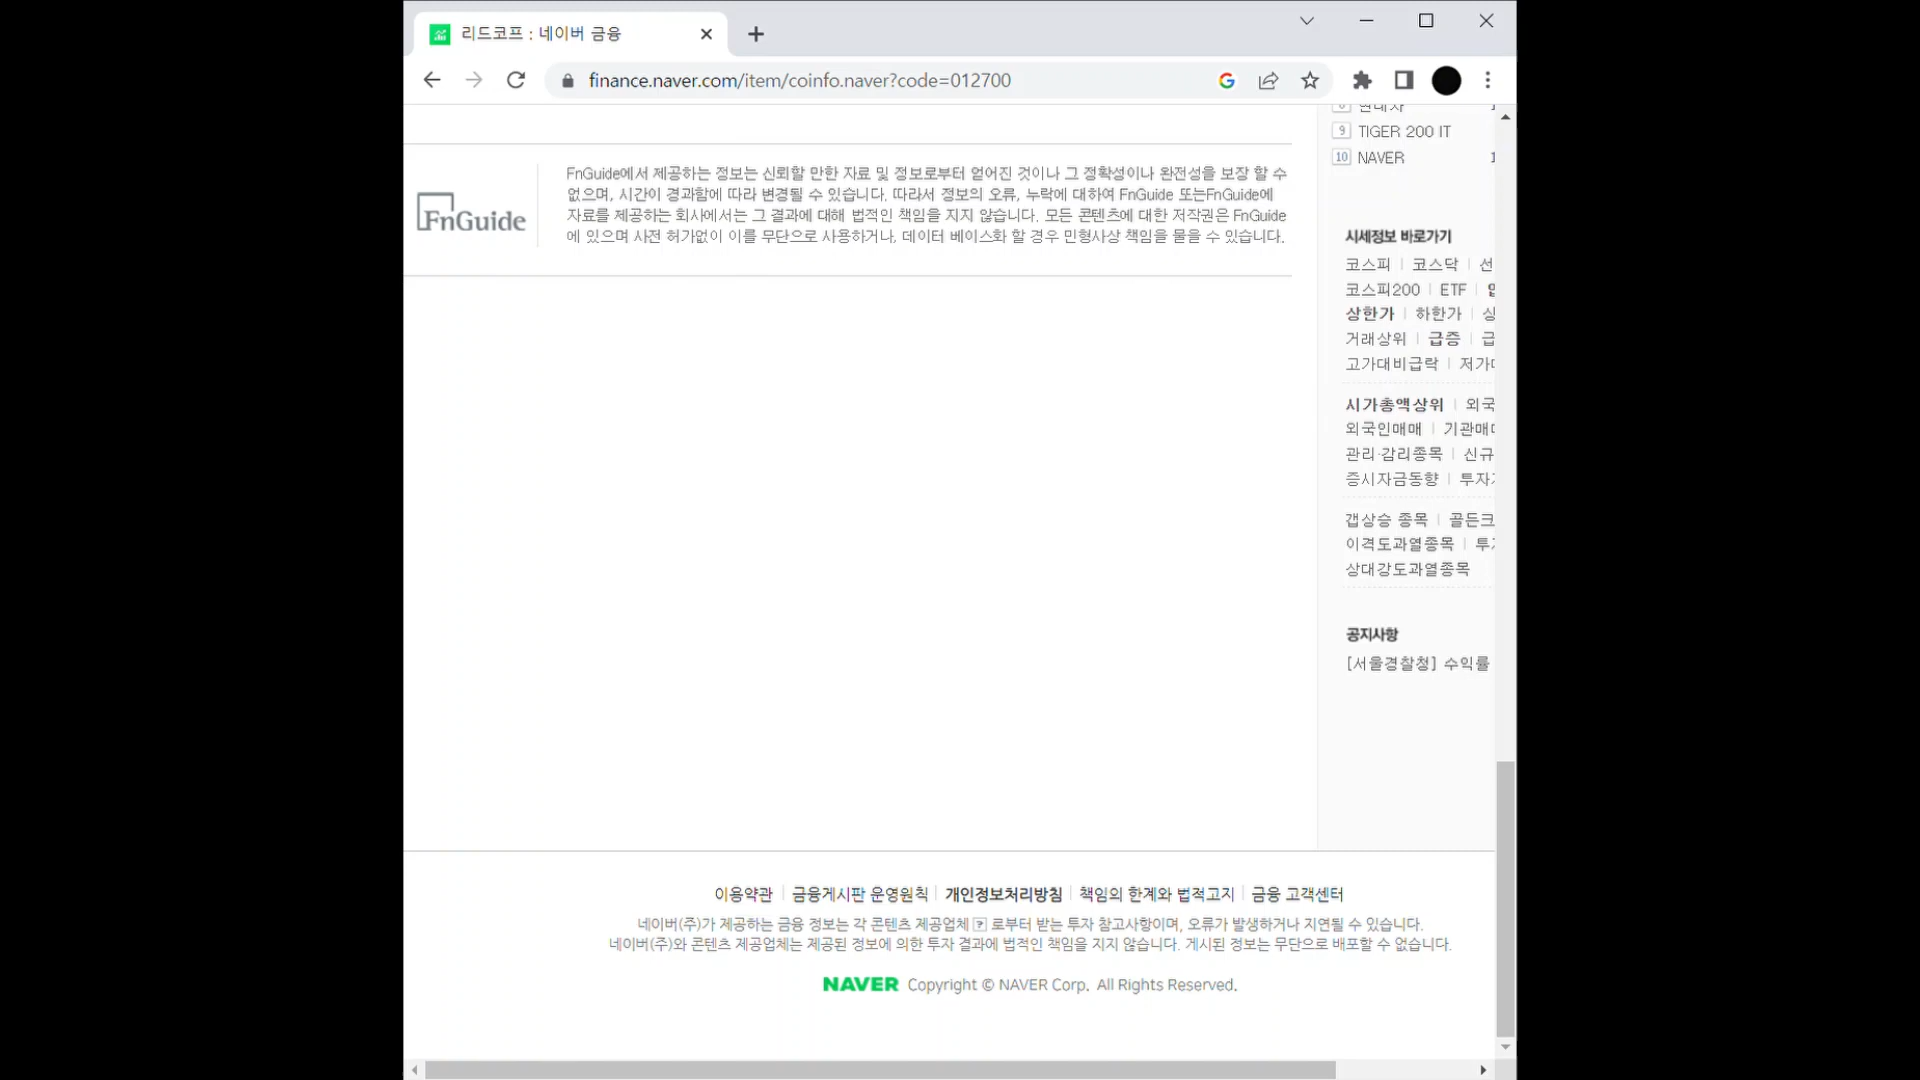 리드코프 : 네이버 금융
finance.naver.com/item/coinfo.naver?code=012700
현대차
9 TIGER 200 IT
10 NAVER
FnGuide
FnGuide에서 제공하는 정보는 신뢰할 만한 자료 및 정보로부터 얻어진 것이나 그 정확성이나 완전성을 보장 할 수
없으며, 시간이 경과함에 따라 변경될 수 있습니다. 따라서 정보의 오류, 누락에 대하여 FnGuide 또는FnGuide에
자료를 제공하는 회사에서는 그 결과에 대해 법적인 책임을 지지 않습니다. 모든 콘텐츠에 대한 저작권은 FnGuide
에 있으며 사전 허가없이 이를 무단으로 사용하거나, 데이터 베이스화 할 경우 민형사상 책임을 물을 수 있습니다.
시세정보 바로가기
코스피 | 코스닥 | 선
코스피200 | ETF |
상한가 | 하한가 |
거래상위 | 급증 | 급
고가대비급락 | 저가
시가총액상위 | 외국
외국인매매 | 기관매
관리·감리종목 | 신규
증시자금동향 | 투자
갭상승 종목 | 골든크
이격도과열종목 | 투
상대강도과열종목
공지사항
[서울경찰청] 수익률
이용약관 | 금융게시판 운영원칙 | 개인정보처리방침 | 책임의 한계와 법적고지 | 금융 고객센터
네이버(주)가 제공하는 금융 정보는 각 콘텐츠 제공업체 ? 로부터 받는 투자 참고사항이며, 오류가 발생하거나 지연될 수 있습니다.
네이버(주)와 콘텐츠 제공업체는 제공된 정보에 의한 투자 결과에 법적인 책임을 지지 않습니다. 게시된 정보는 무단으로 배포할 수 없습니다.
NAVER Copyright © NAVER Corp. All Rights Reserved.